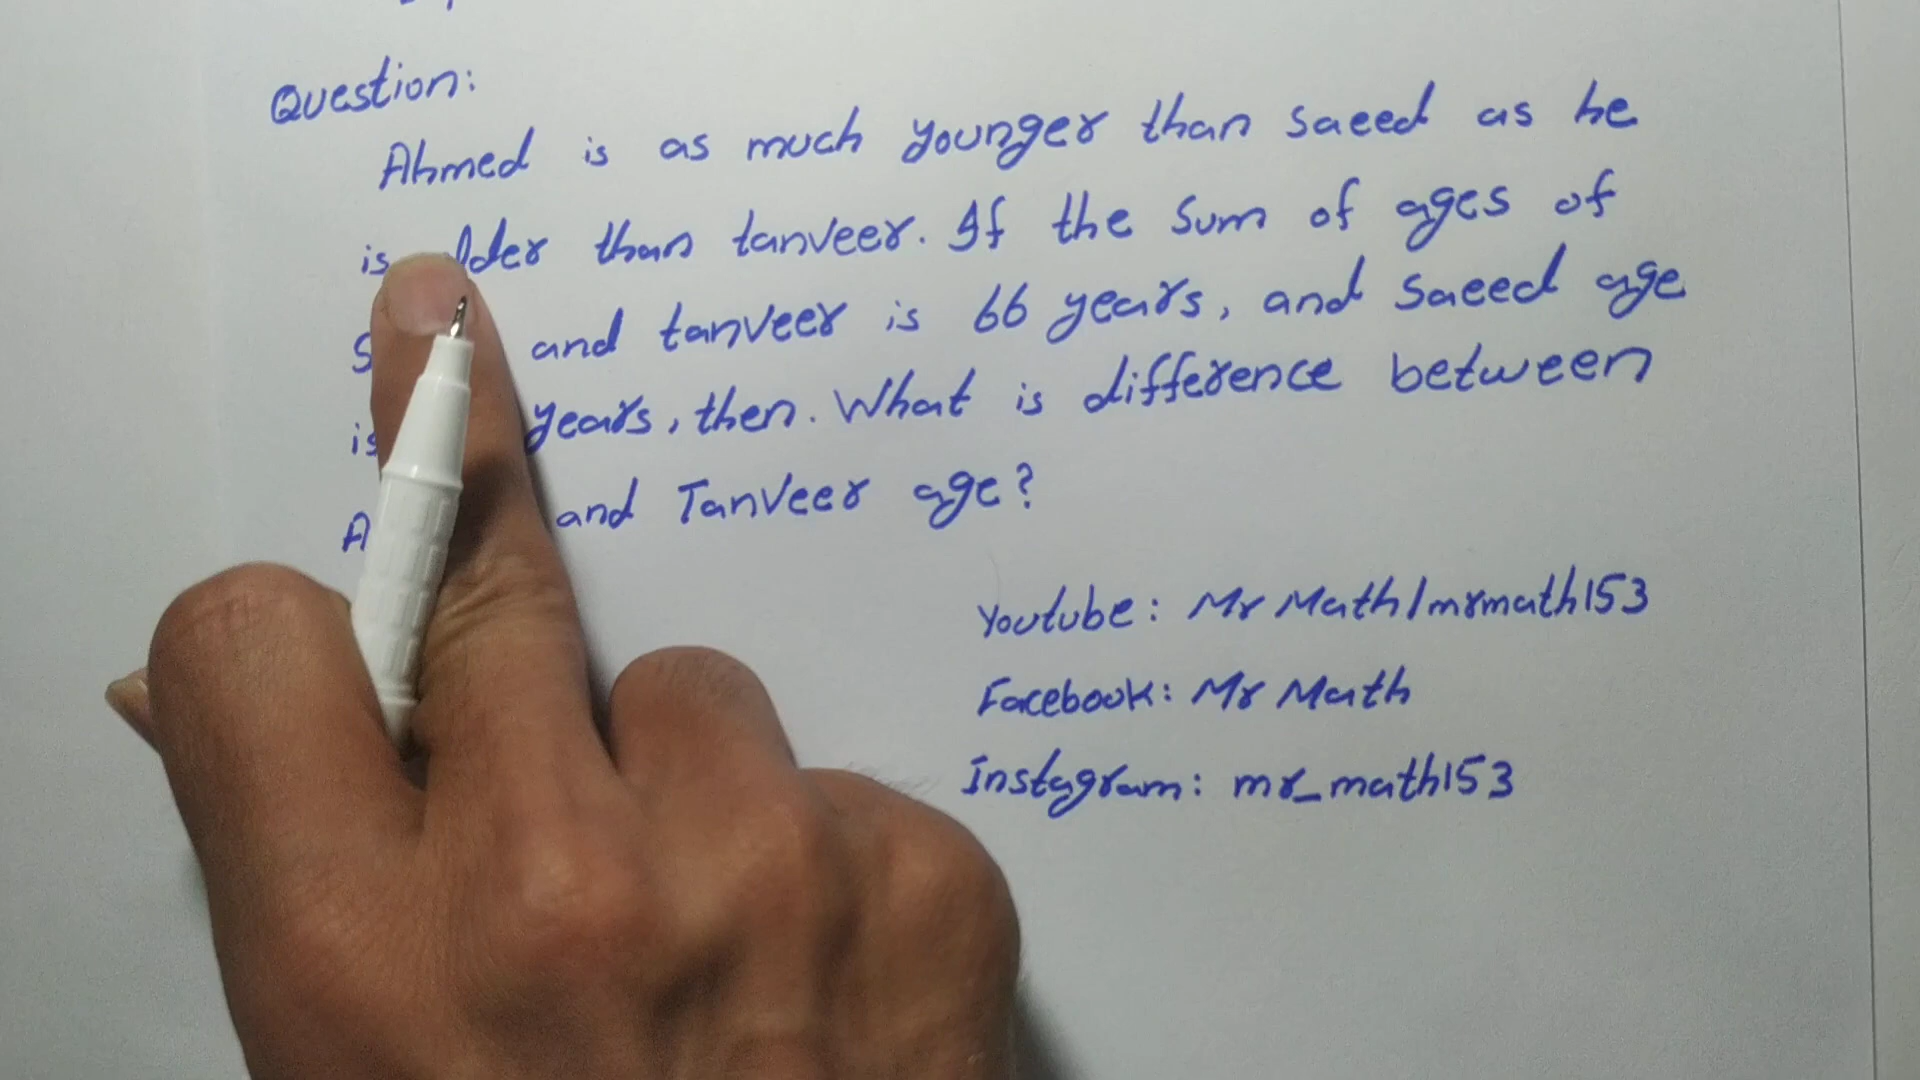 Question:
Ahmed is as much younger than Saeed as he
is older than tanveer. If the Sum of ages of
and tanveer is 66 years, and Saeed age
is years, then. What is difference between
and Tanveer age?
Youtube: Mr Math/mrmath153
Facebook: Mr Math
Instagram: mr_math153